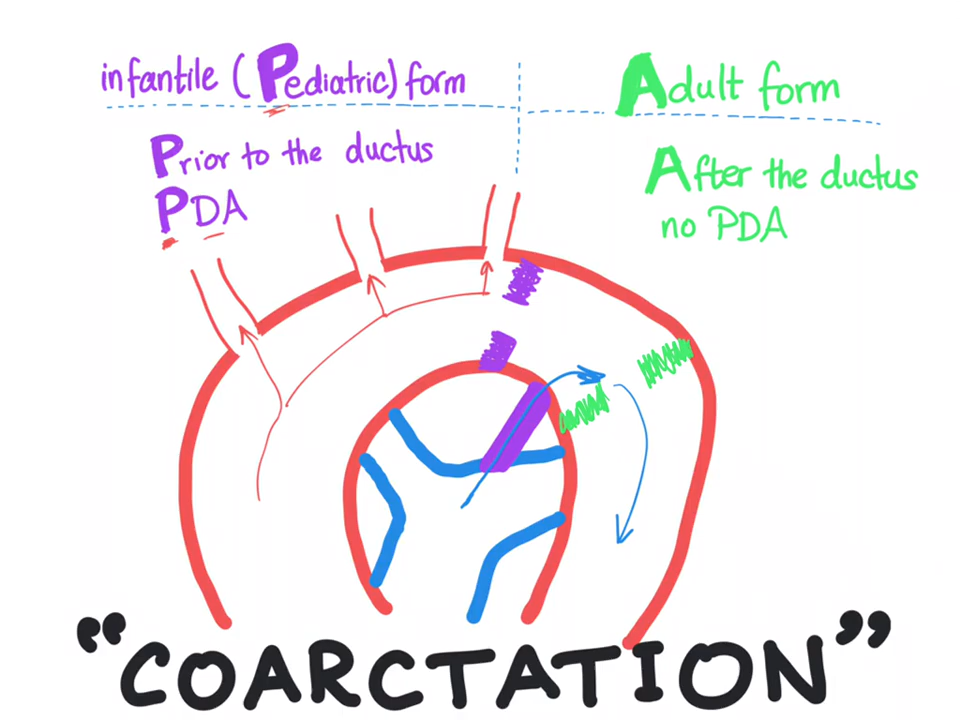 infantile (Pediatric) form
Prior to the ductus
PDA
Adult form
After the ductus
no PDA
"COARCTATION"